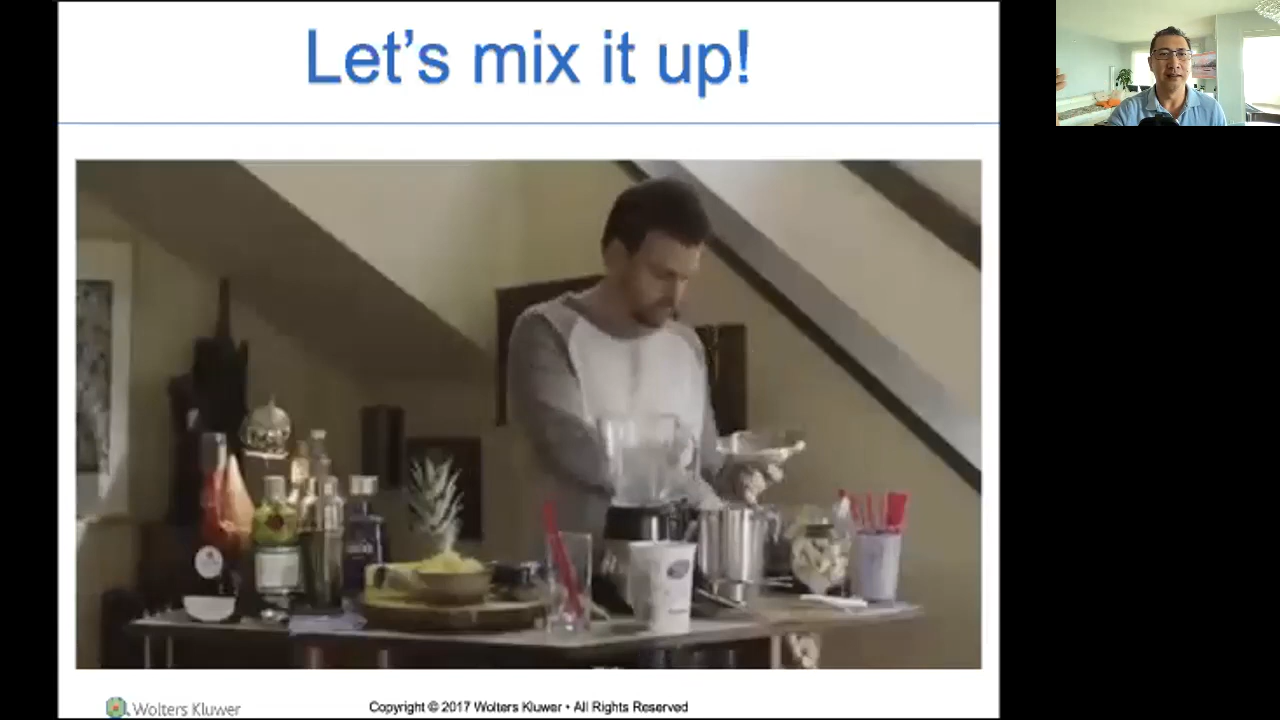 Let's mix it up!
Wolters Kluwer
Copyright © 2017 Wolters Kluwer • All Rights Reserved